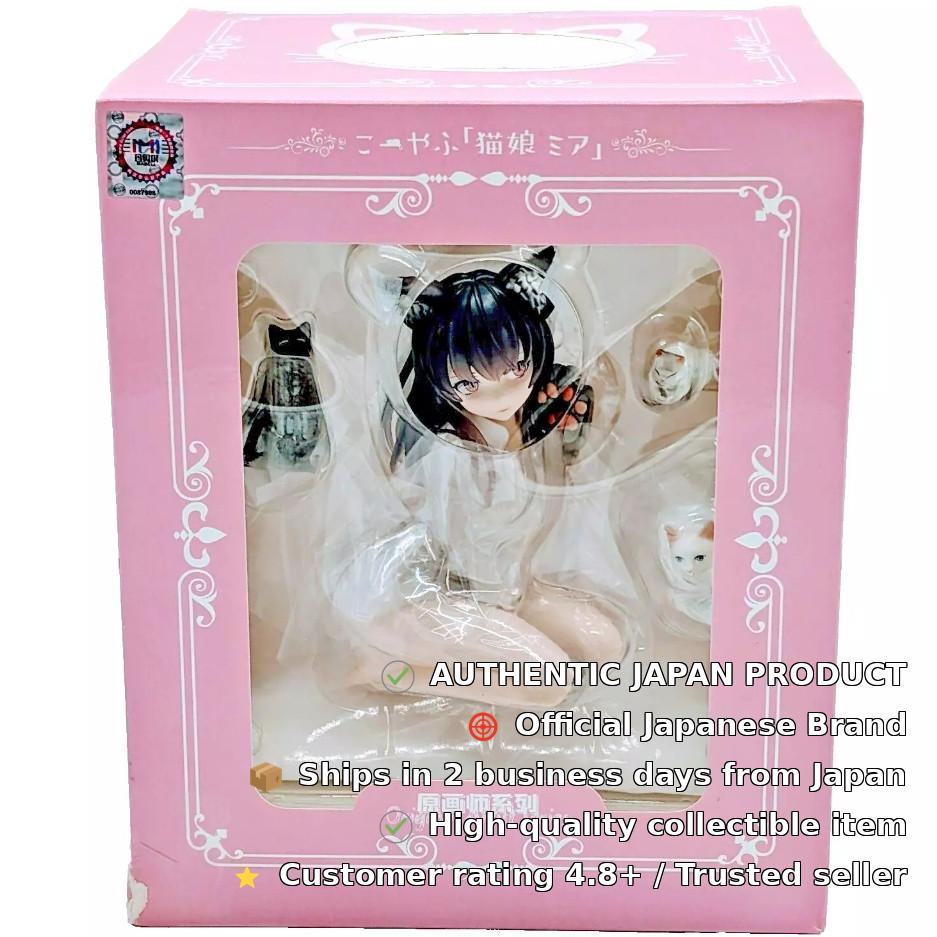 こーやふ「猫娘 ミア」
0037986
AUTHENTIC JAPAN PRODUCT
Official Japanese Brand
Ships in 2 business days from Japan
原画师系列
High-quality collectible item
Customer rating 4.8+ / Trusted seller